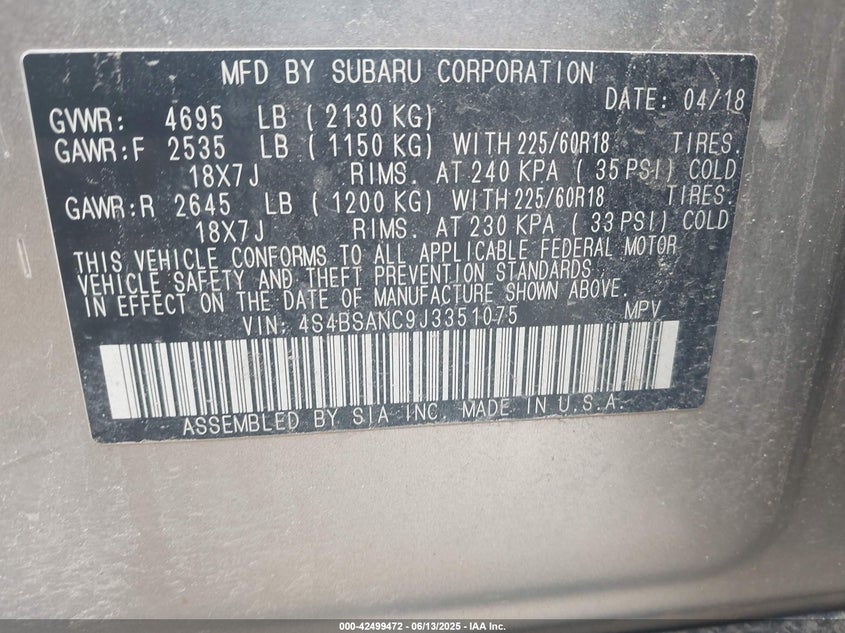 MFD BY SUBARU CORPORATION
DATE: 04/18
GVWR: 4695 LB ( 2130 KG)
GAWR:F 2535 LB ( 1150 KG) WITH 225/60R18 TIRES.
18X7J RIMS. AT 240 KPA ( 35 PSI) COLD
GAWR:R 2645 LB ( 1200 KG) WITH 225/60R18 TIRES.
18X7J RIMS. AT 230 KPA ( 33 PSI) COLD
THIS VEHICLE CONFORMS TO ALL APPLICABLE FEDERAL MOTOR
VEHICLE SAFETY AND THEFT PREVENTION STANDARDS
IN EFFECT ON THE DATE OF MANUFACTURE SHOWN ABOVE.
VIN: 4S4BSANC9J3351075 MPV
ASSEMBLED BY SIA INC. MADE IN U.S.A.
000-42499472 - 06/13/2025 - IAA Inc.